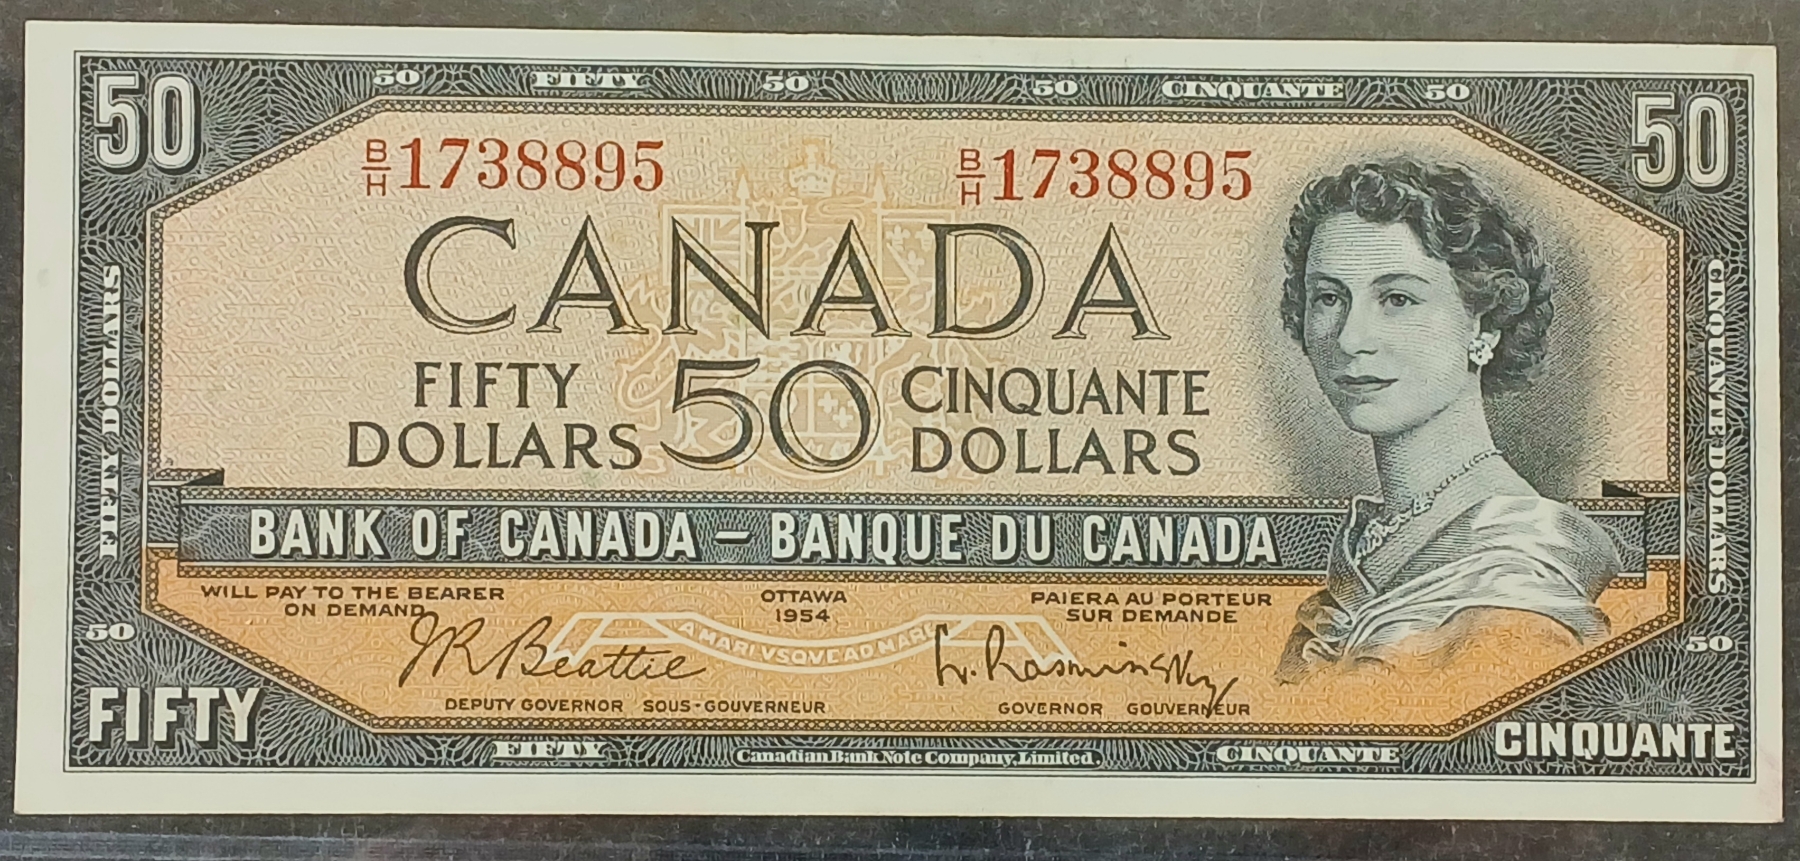 50 50 FIFTY 50 50 CINQUANTE 50 50
B/H 1738895 B/H 1738895
CANADA
FIFTY DOLLARS 50 CINQUANTE DOLLARS
FIFTY DOLLARS
CINQUANTE DOLLARS
BANK OF CANADA – BANQUE DU CANADA
WILL PAY TO THE BEARER
ON DEMAND
OTTAWA
1954
PAIERA AU PORTEUR
SUR DEMANDE
A MARI VSQVE AD MARE
50 50
J R Beattie
L. Rasminsky
DEPUTY GOVERNOR SOUS-GOUVERNEUR
GOVERNOR GOUVERNEUR
FIFTY CINQUANTE
FIFTY Canadian Bank Note Company, Limited. CINQUANTE